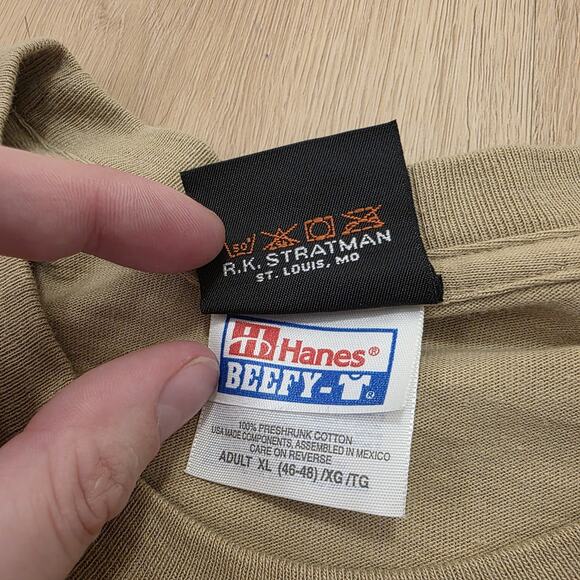 50°
R.K. STRATMAN
ST. LOUIS, MO
Hanes®
BEEFY-T®
100% PRESHRUNK COTTON
USA MADE COMPONENTS, ASSEMBLED IN MEXICO
CARE ON REVERSE
ADULT XL (46-48)/XG/TG